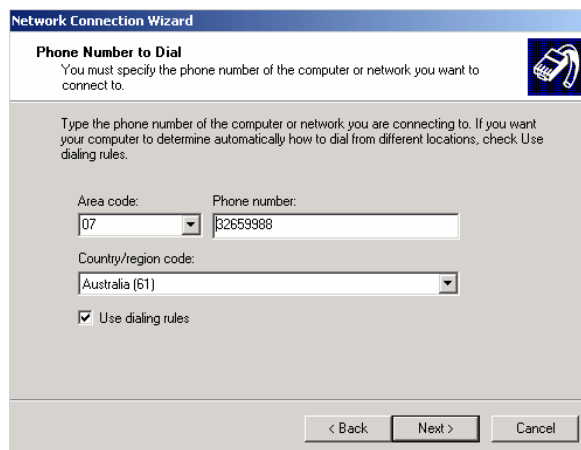 Network Connection Wizard
Phone Number to Dial
You must specify the phone number of the computer or network you want to
connect to.
Type the phone number of the computer or network you are connecting to. If you want
your computer to determine automatically how to dial from different locations, check Use
dialing rules.
Area code: Phone number:
07 32659988
Country/region code:
Australia (61)
Use dialing rules
< Back Next > Cancel